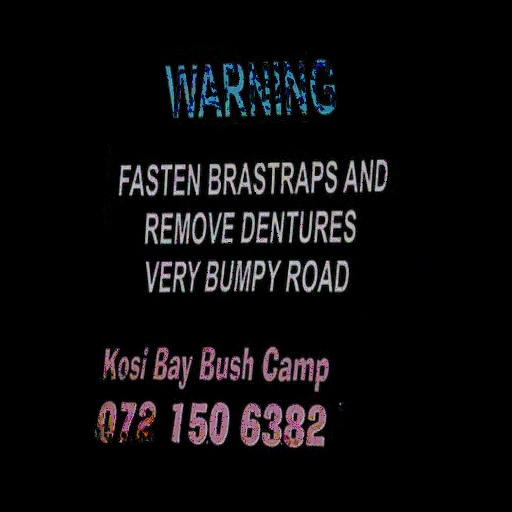 WARNING
FASTEN BRASTRAPS AND
REMOVE DENTURES
VERY BUMPY ROAD
Kosi Bay Bush Camp
072 150 6382